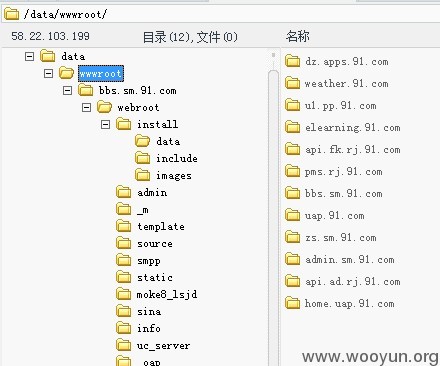 /data/wwwroot/
58.22.103.199 目录(12),文件(0) 名称
data
wwwroot
bbs.sm.91.com
webroot
install
data
include
images
admin
_m
template
source
smpp
static
moke8_lsjd
sina
info
uc_server
_oap
dz.apps.91.com
weather.91.com
ul.pp.91.com
elearning.91.com
api.fk.rj.91.com
pms.rj.91.com
bbs.sm.91.com
uap.91.com
zs.sm.91.com
admin.sm.91.com
api.ad.rj.91.com
home.uap.91.com
www.wooyun.org